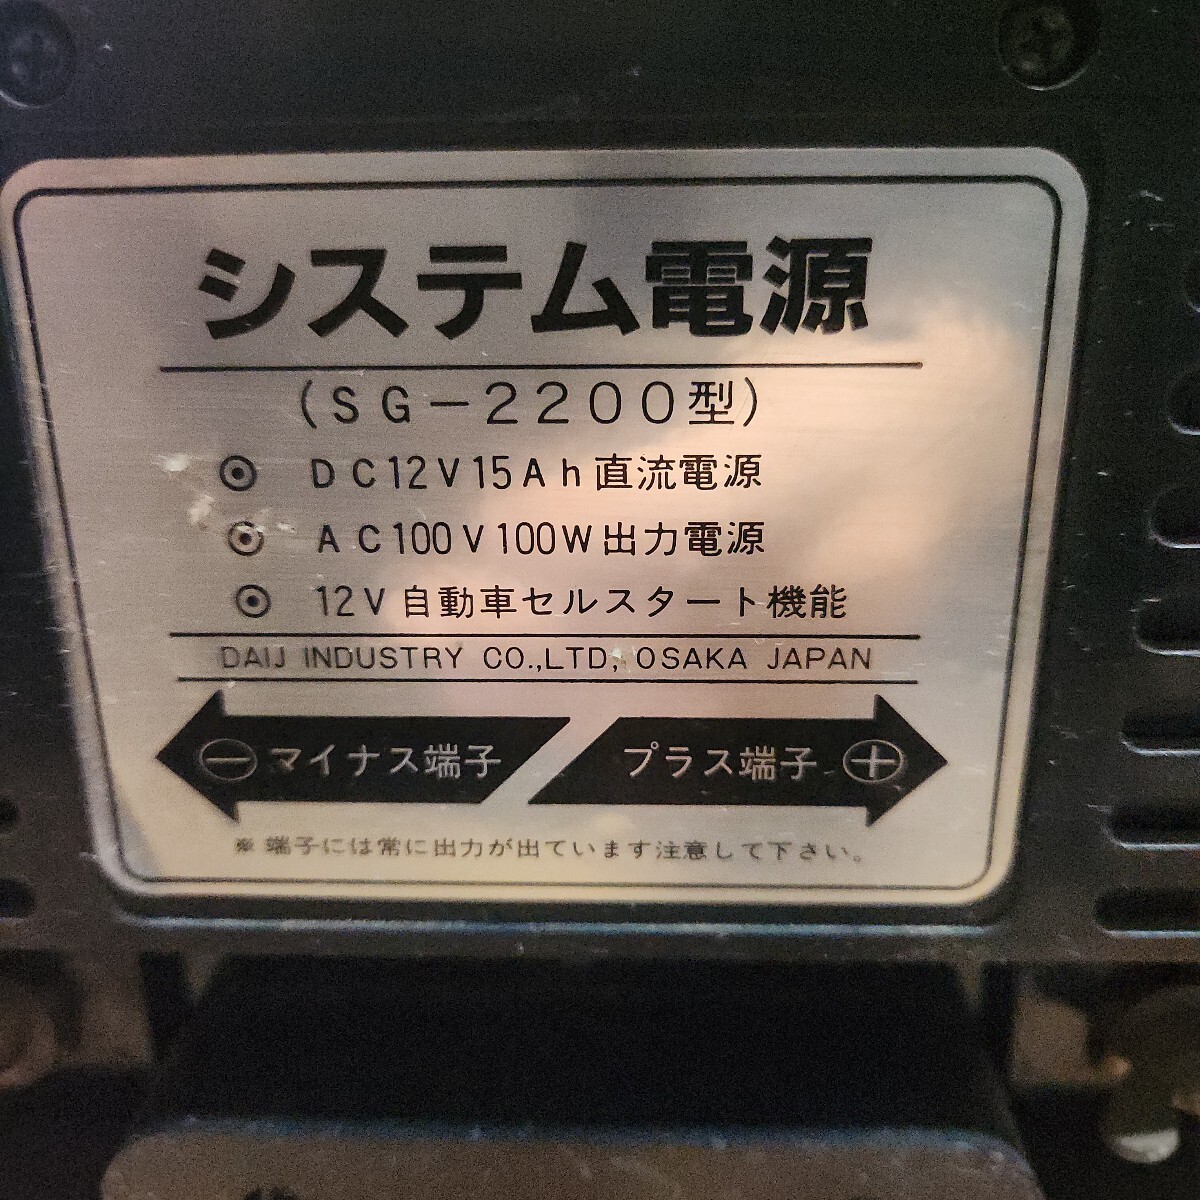 システム電源
(SG-2200型)
◉ DC12V15Ah直流電源
◉ AC100V100W出力電源
◉ 12V自動車セルスタート機能
DAIJ INDUSTRY CO.,LTD, OSAKA JAPAN
⊖マイナス端子 プラス端子⊕
※端子には常に出力が出ています注意して下さい。